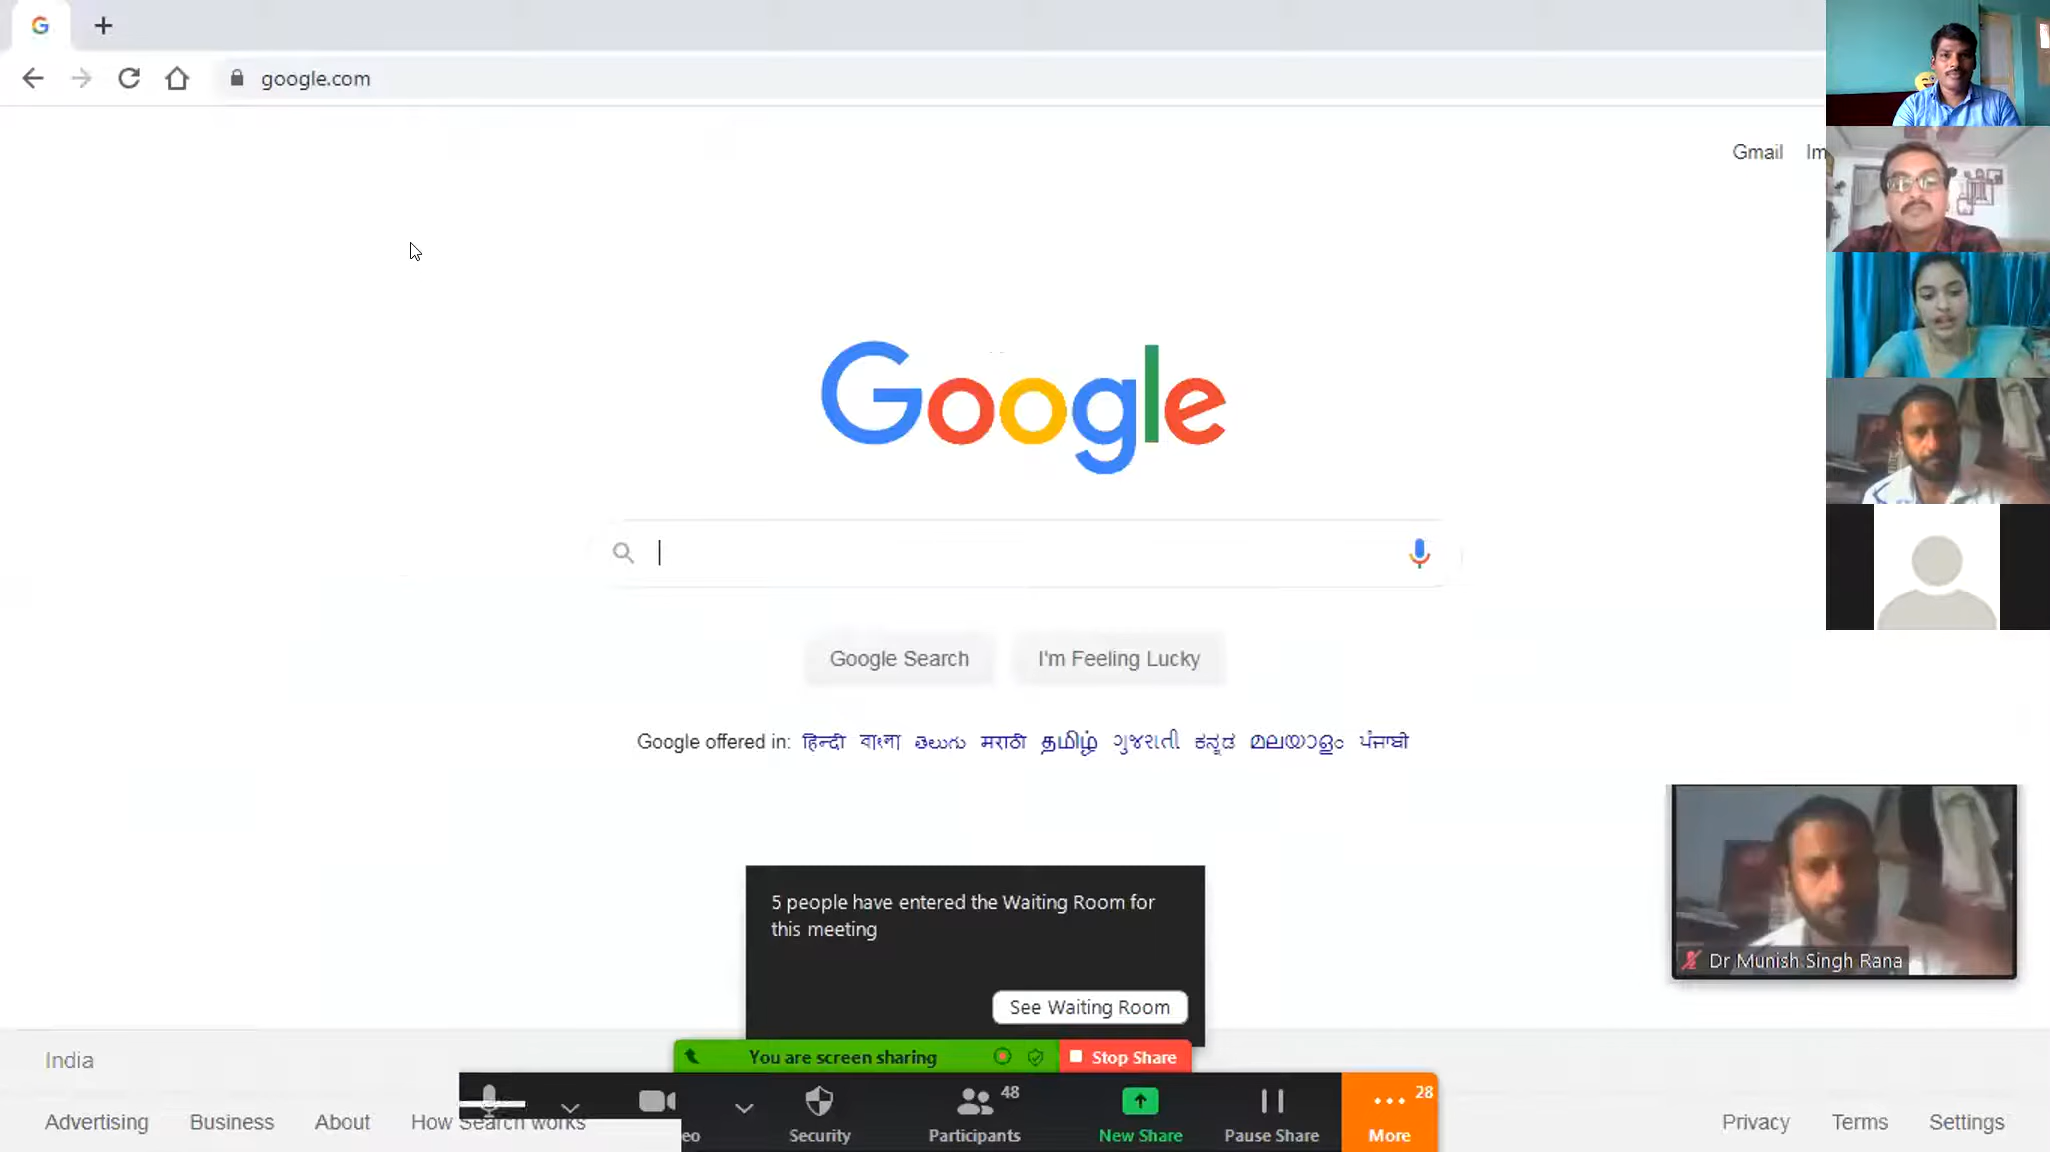 google.com
Gmail Im
Google
Google Search I'm Feeling Lucky
Google offered in: हिन्दी বাংলা తెలుగు मराठी தமிழ் ગુજરાતી ಕನ್ನಡ മലയാളം ਪੰਜਾਬੀ
5 people have entered the Waiting Room for
this meeting
See Waiting Room
Dr Munish Singh Rana
You are screen sharing Stop Share
India
48 28
eo Security Participants New Share Pause Share More
Advertising Business About How Search works
Privacy Terms Settings